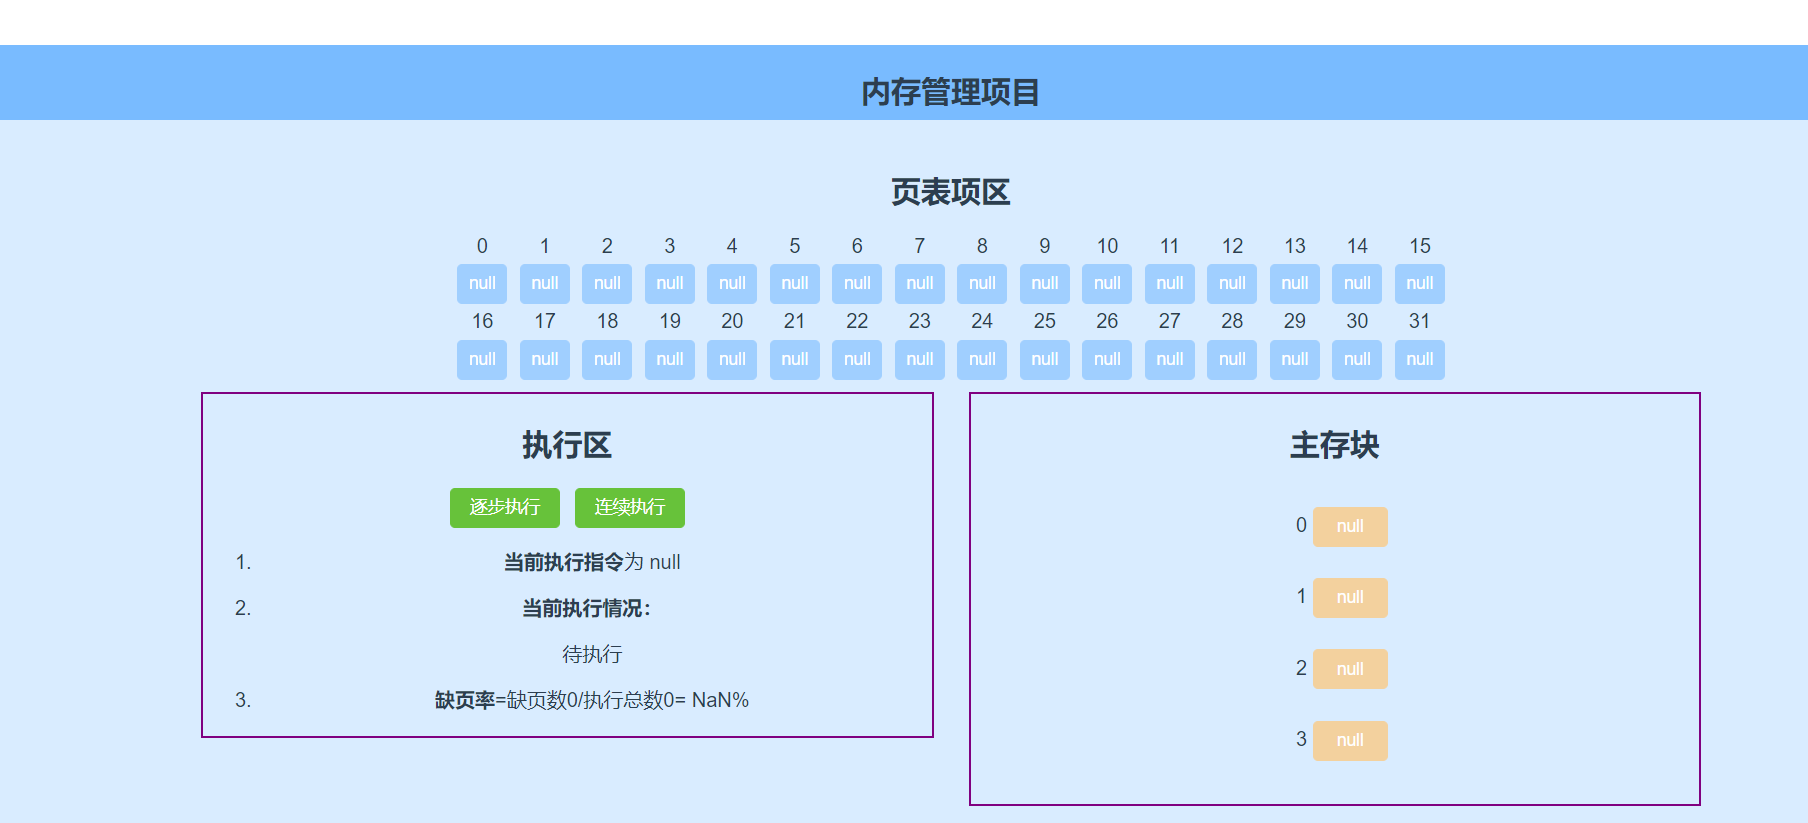 内存管理项目
页表项区
0 1 2 3 4 5 6 7 8 9 10 11 12 13 14 15
null null null null null null null null null null null null null null null null
16 17 18 19 20 21 22 23 24 25 26 27 28 29 30 31
null null null null null null null null null null null null null null null null
执行区
逐步执行 连续执行
1. 当前执行指令为 null
2. 当前执行情况：
待执行
3. 缺页率=缺页数0/执行总数0= NaN%
主存块
0 null
1 null
2 null
3 null